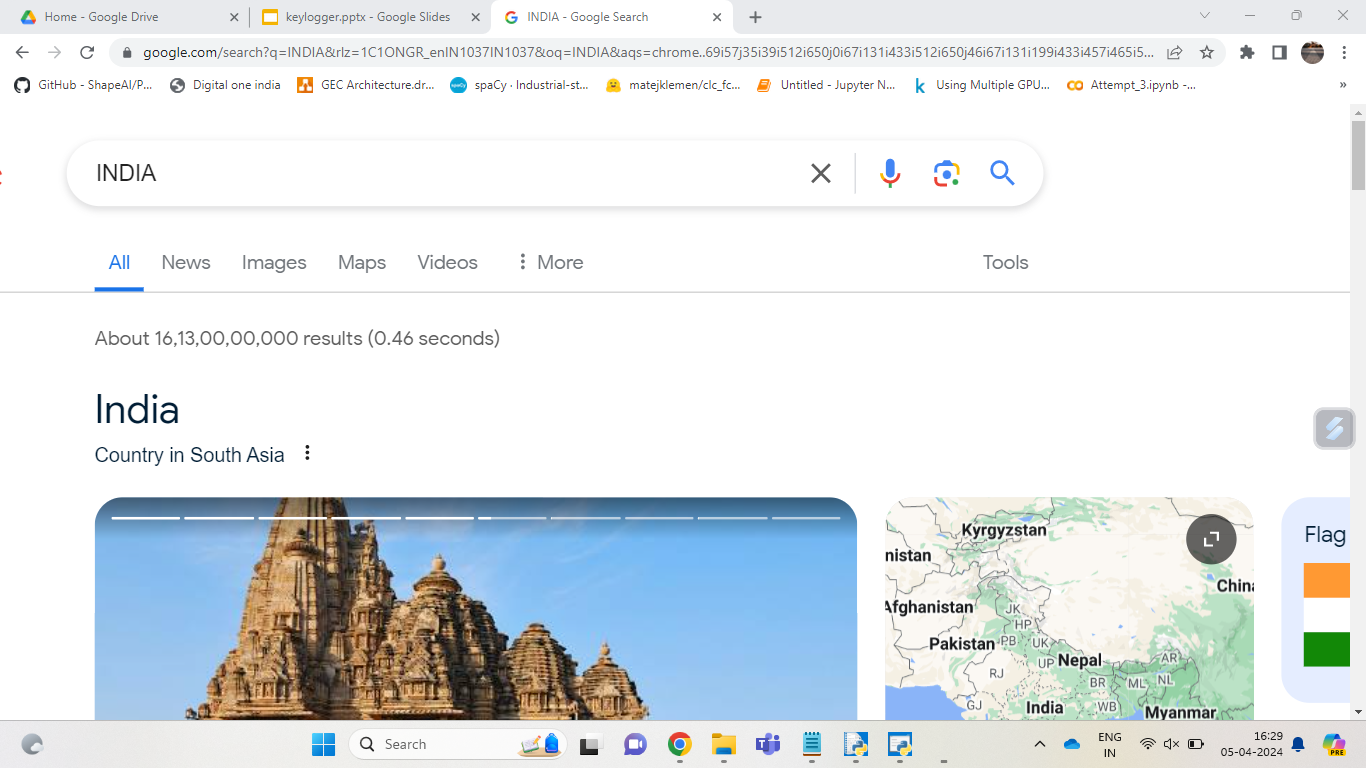 Home - Google Drive
keylogger.pptx - Google Slides
INDIA - Google Search
google.com/search?q=INDIA&rlz=1C1ONGR_enIN1037IN1037&oq=INDIA&aqs=chrome..69i57j35i39i512i650j0i67i131i433i512i650j46i67i131i199i433i457i465i5...
GitHub - ShapeAI/P...
Digital one india
GEC Architecture.dr...
spaCy · Industrial-st...
matejklemen/clc_fc...
Untitled - Jupyter N...
Using Multiple GPU...
Attempt_3.ipynb -...
»
INDIA
All
News
Images
Maps
Videos
More
Tools
About 16,13,00,00,000 results (0.46 seconds)
India
Country in South Asia
Kyrgyzstan
nistan
China
Afghanistan
JK
HP
Pakistan
PB
UK
Nepal
UP
AR
RJ
BR
ML
NL
GJ
India
WB
Myanmar
Flag
Search
ENG
IN
16:29
05-04-2024
PRE